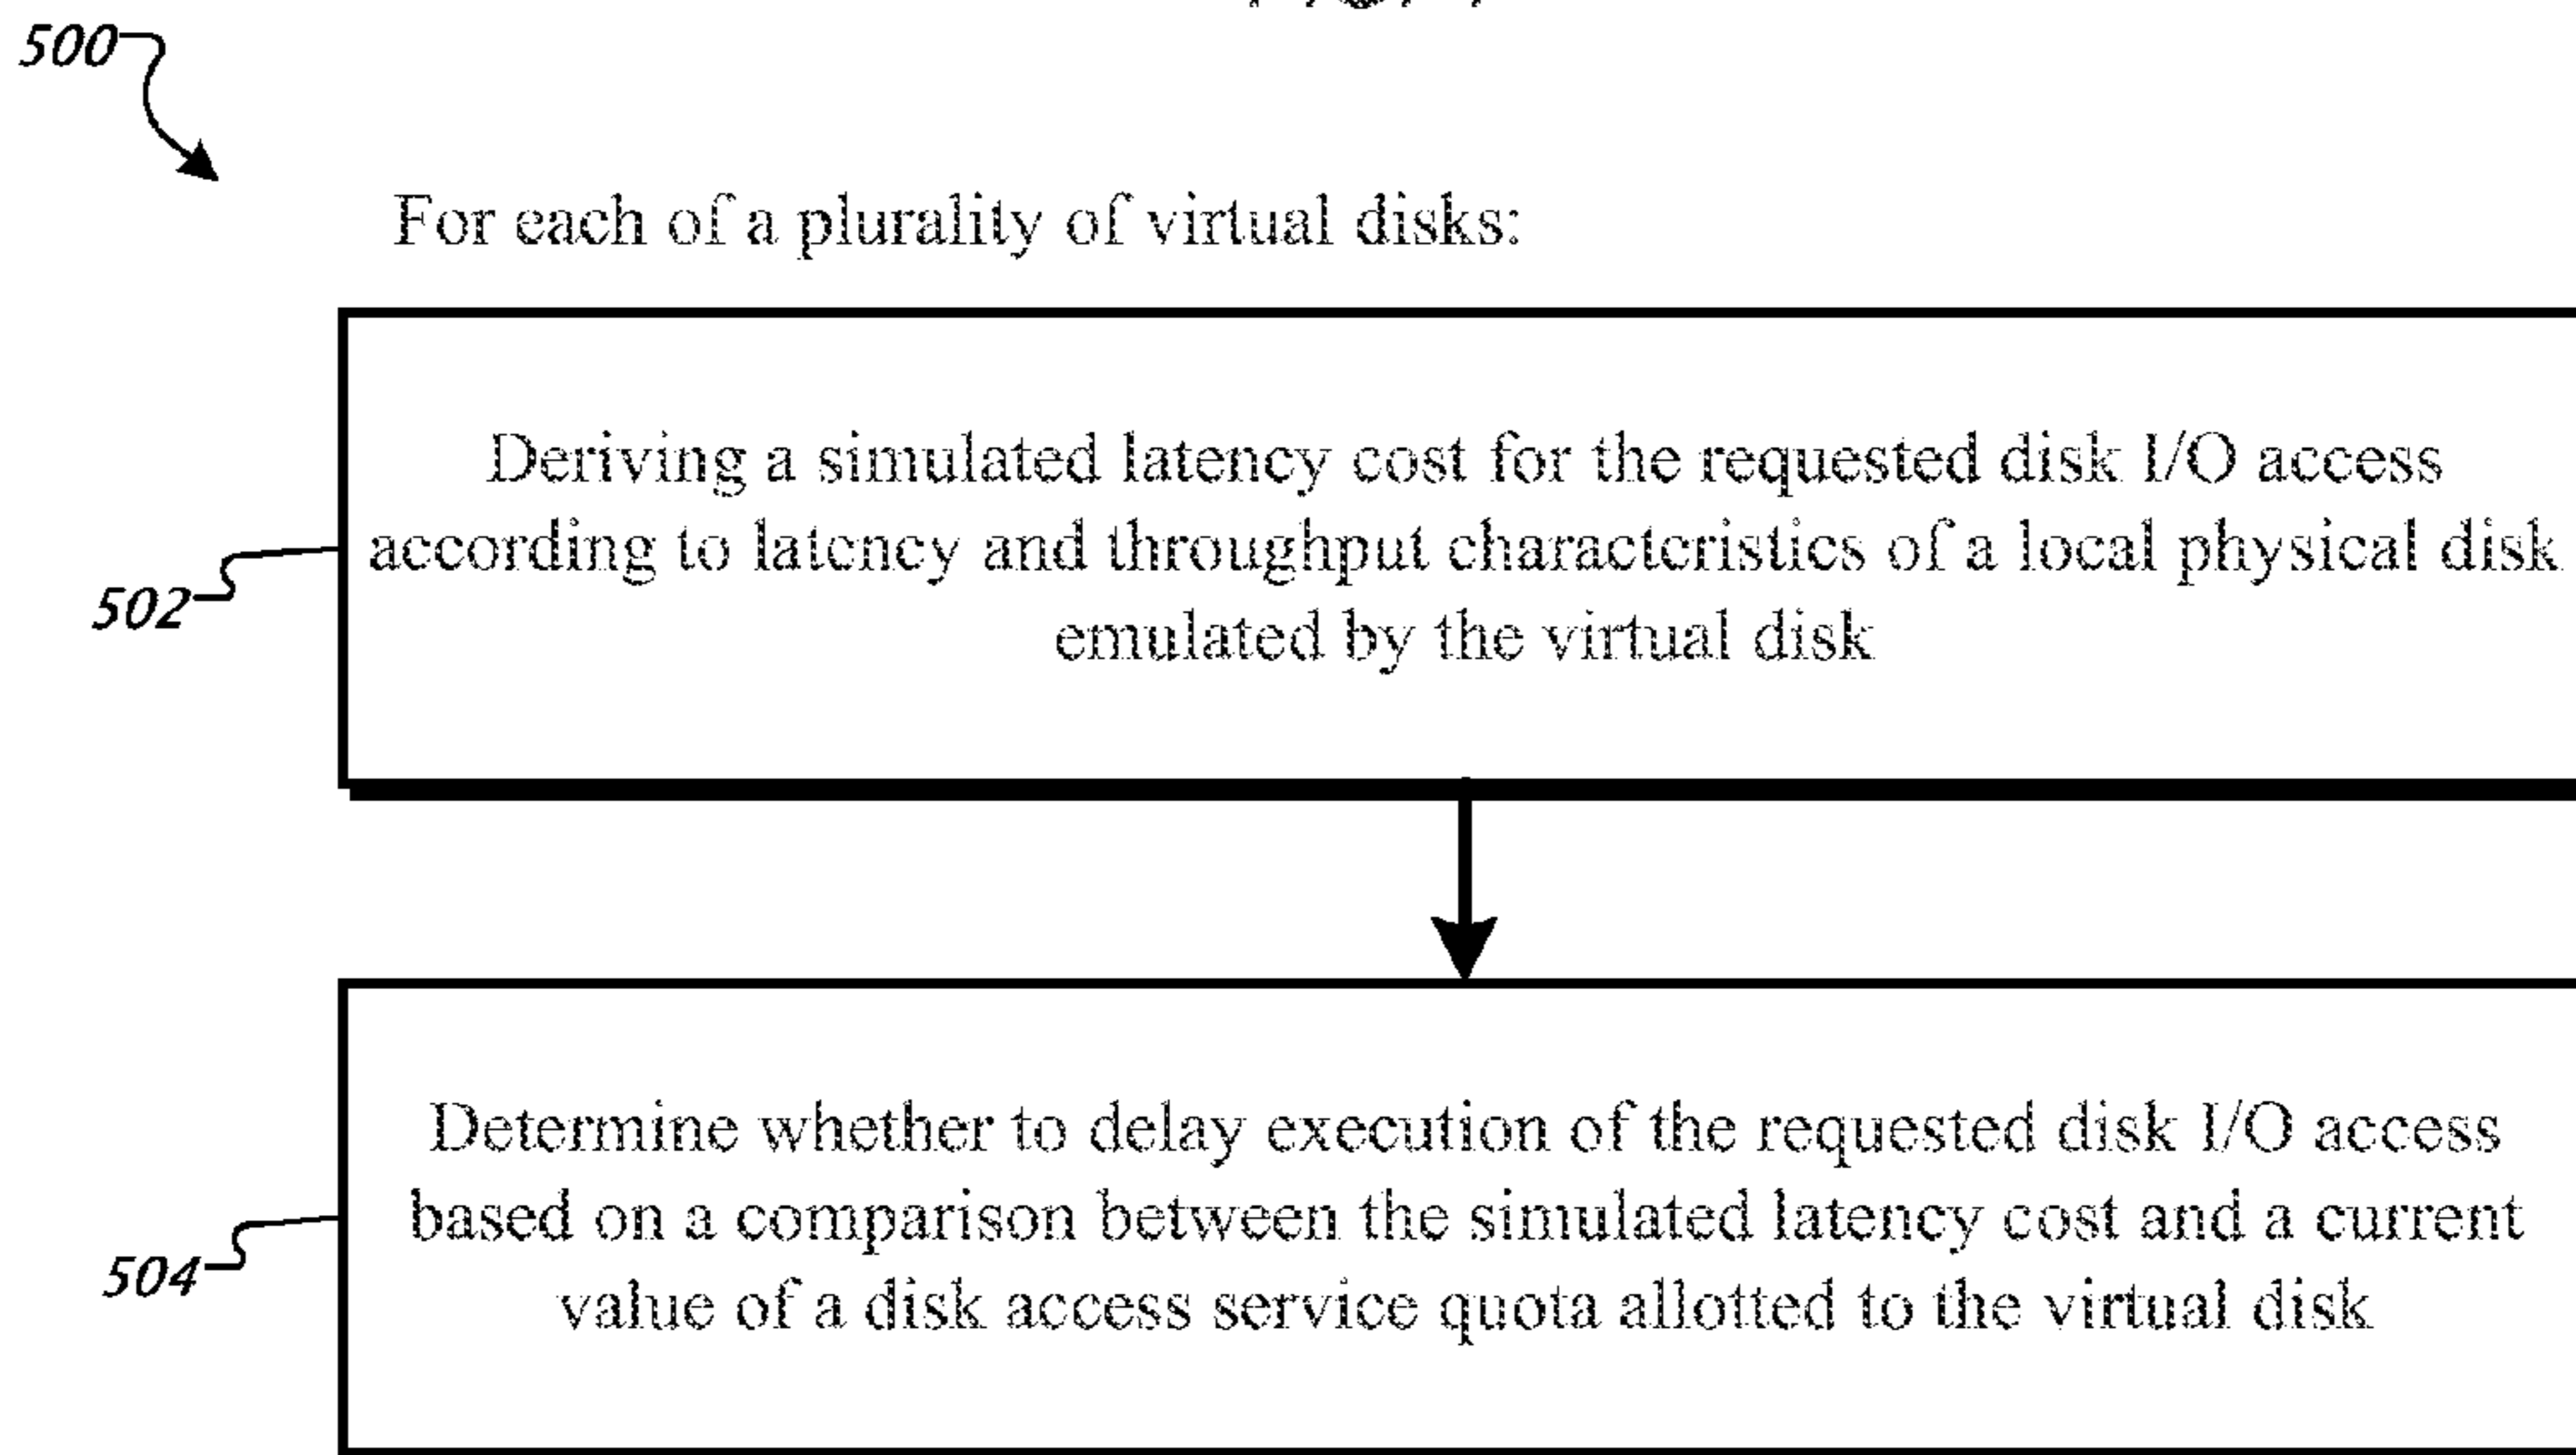 500
For each of a plurality of virtual disks:
Deriving a simulated latency cost for the requested disk I/O access
according to latency and throughput characteristics of a local physical disk
emulated by the virtual disk
502
Determine whether to delay execution of the requested disk I/O access
based on a comparison between the simulated latency cost and a current
value of a disk access service quota allotted to the virtual disk
504